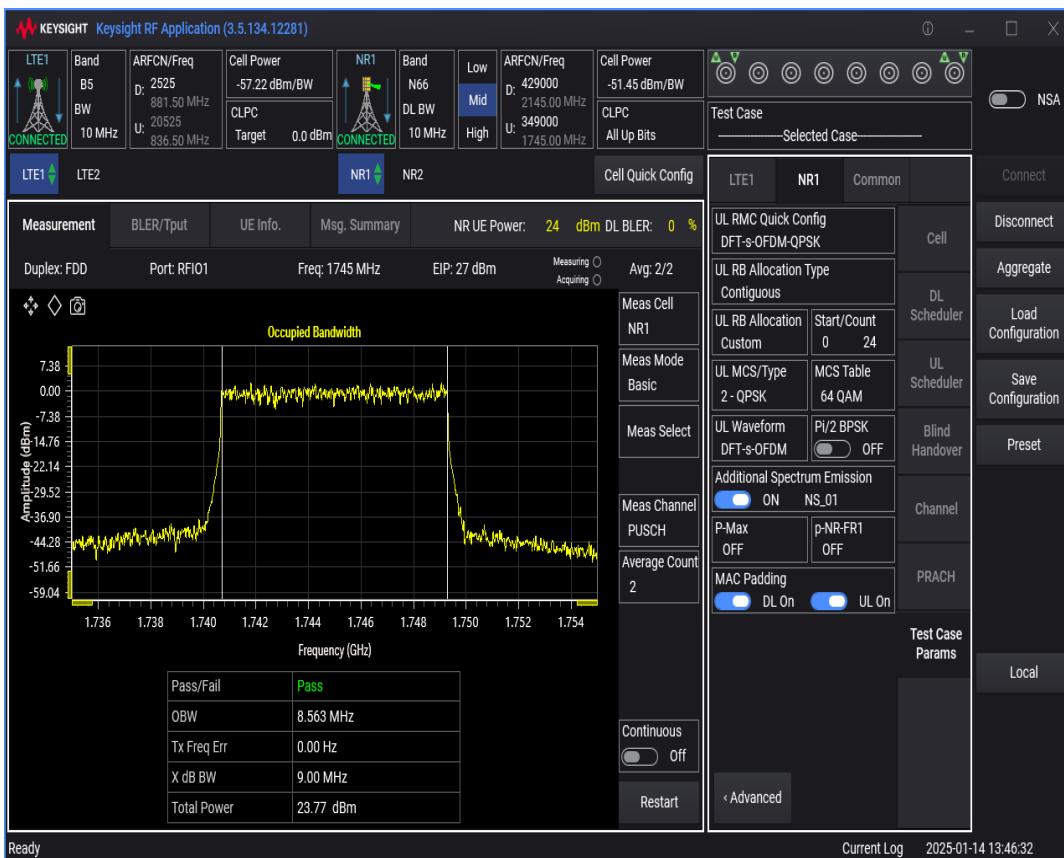 KEYSIGHT Keysight RF Application (3.5.134.12281)
LTE1
CONNECTED
Band
B5
BW
10 MHz
ARFCN/Freq
D: 2525
881.50 MHz
U: 20525
836.50 MHz
Cell Power
-57.22 dBm/BW
CLPC
Target 0.0 dBm
NR1
CONNECTED
Band
N66
DL BW
10 MHz
Low
Mid
High
ARFCN/Freq
D: 429000
2145.00 MHz
U: 349000
1745.00 MHz
Cell Power
-51.45 dBm/BW
CLPC
All Up Bits
Test Case
Selected Case
NSA
LTE1 LTE2
NR1 NR2
Cell Quick Config
Measurement BLER/Tput UE Info. Msg. Summary NR UE Power: 24 dBm DL BLER: 0 %
Duplex: FDD Port: RFIO1 Freq: 1745 MHz EIP: 27 dBm Measuring Acquiring Avg: 2/2
Occupied Bandwidth
Amplitude (dBm)
7.38
0.00
-7.38
-14.76
-22.14
-29.52
-36.90
-44.28
-51.66
-59.04
1.736 1.738 1.740 1.742 1.744 1.746 1.748 1.750 1.752 1.754
Frequency (GHz)
Pass/Fail Pass
OBW 8.563 MHz
Tx Freq Err 0.00 Hz
X dB BW 9.00 MHz
Total Power 23.77 dBm
Meas Cell
NR1
Meas Mode
Basic
Meas Select
Meas Channel
PUSCH
Average Count
2
Continuous
Off
Restart
LTE1 NR1 Common
UL RMC Quick Config
DFT-s-OFDM-QPSK
UL RB Allocation Type
Contiguous
UL RB Allocation
Custom
Start/Count
0 24
UL MCS/Type
2 - QPSK
MCS Table
64 QAM
UL Waveform
DFT-s-OFDM
Pi/2 BPSK
OFF
Additional Spectrum Emission
ON NS_01
P-Max
OFF
p-NR-FR1
OFF
MAC Padding
DL On UL On
‹ Advanced
Cell
DL
Scheduler
UL
Scheduler
Blind
Handover
Channel
PRACH
Test Case
Params
Connect
Disconnect
Aggregate
Load
Configuration
Save
Configuration
Preset
Local
Ready
Current Log 2025-01-14 13:46:32